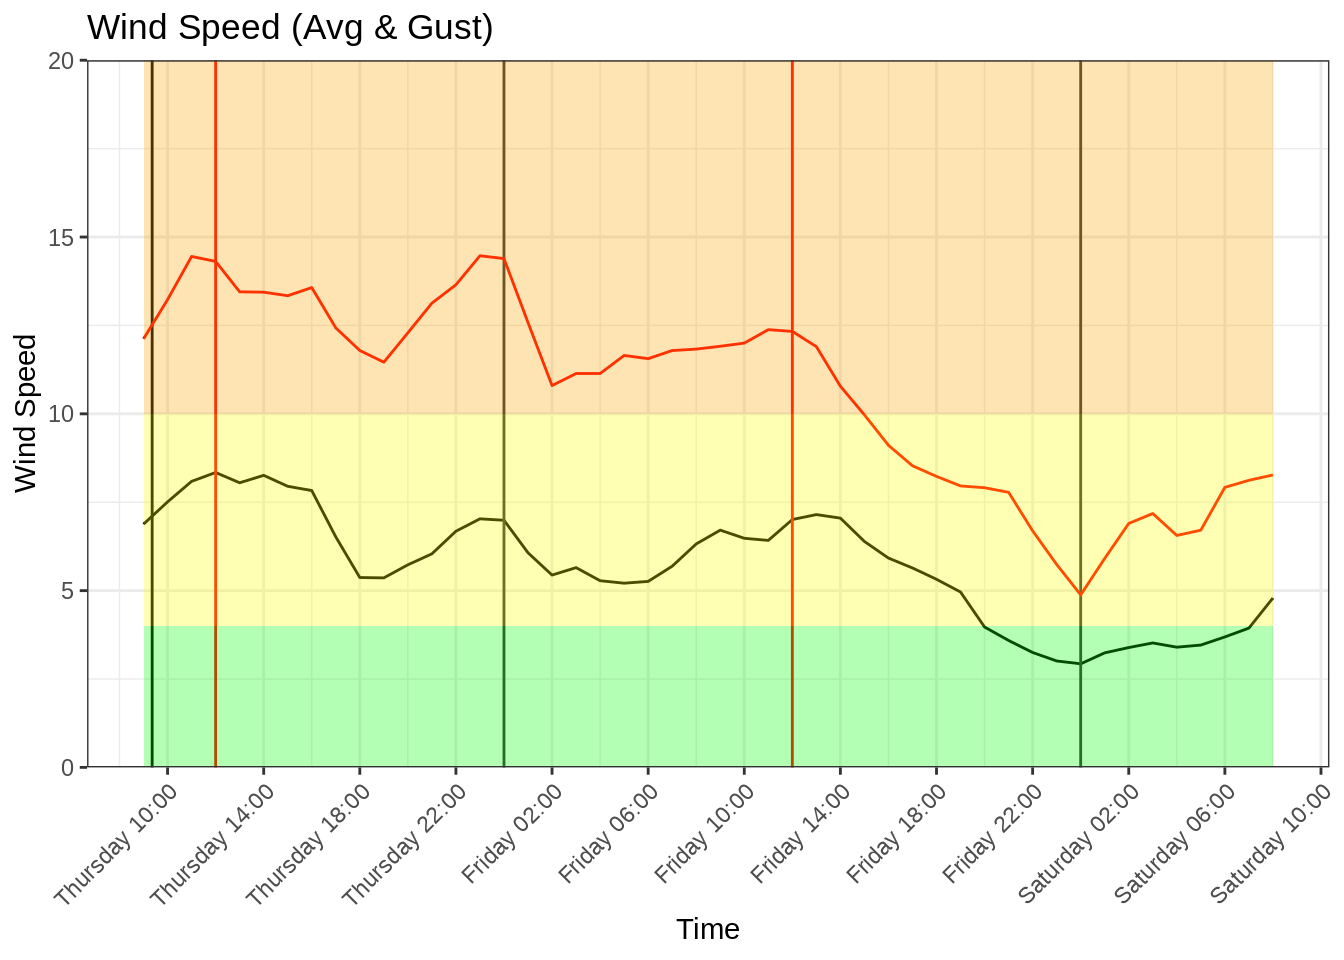 Wind Speed (Avg & Gust)
20
15
10
5
0
Wind Speed
Thursday 10:00
Thursday 14:00
Thursday 18:00
Thursday 22:00
Friday 02:00
Friday 06:00
Friday 10:00
Friday 14:00
Friday 18:00
Friday 22:00
Saturday 02:00
Saturday 06:00
Saturday 10:00
Time